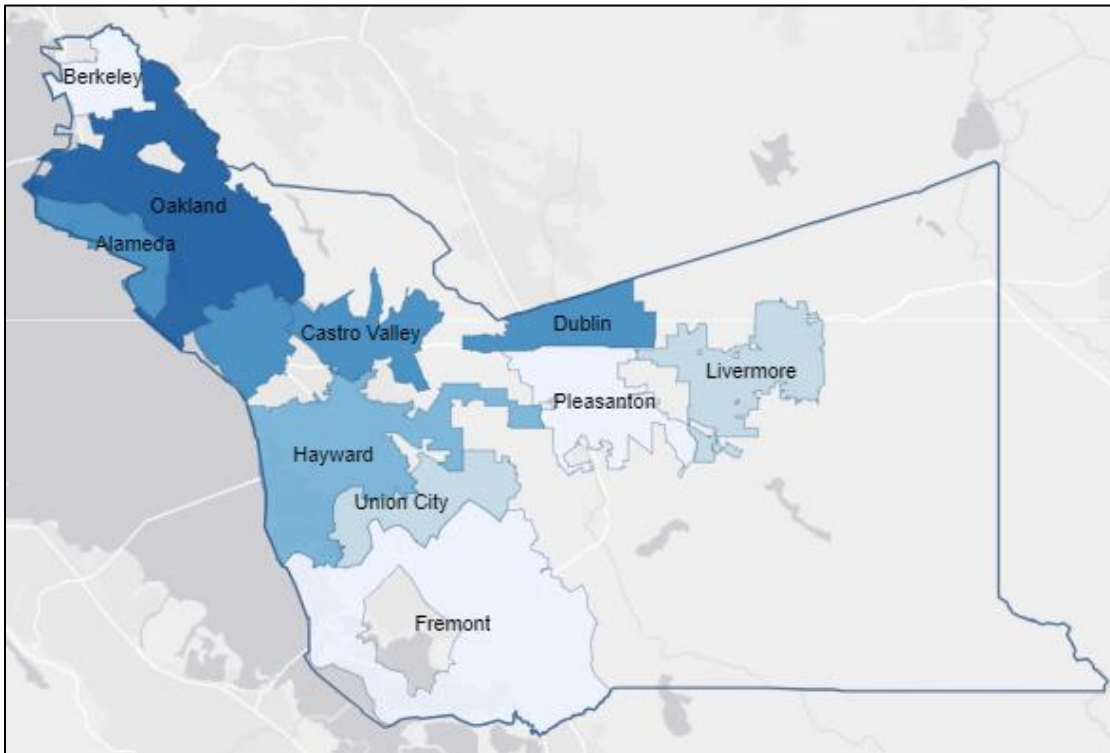 Berkeley
Oakland
Alameda
Castro Valley
Dublin
Livermore
Pleasanton
Hayward
Union City
Fremont